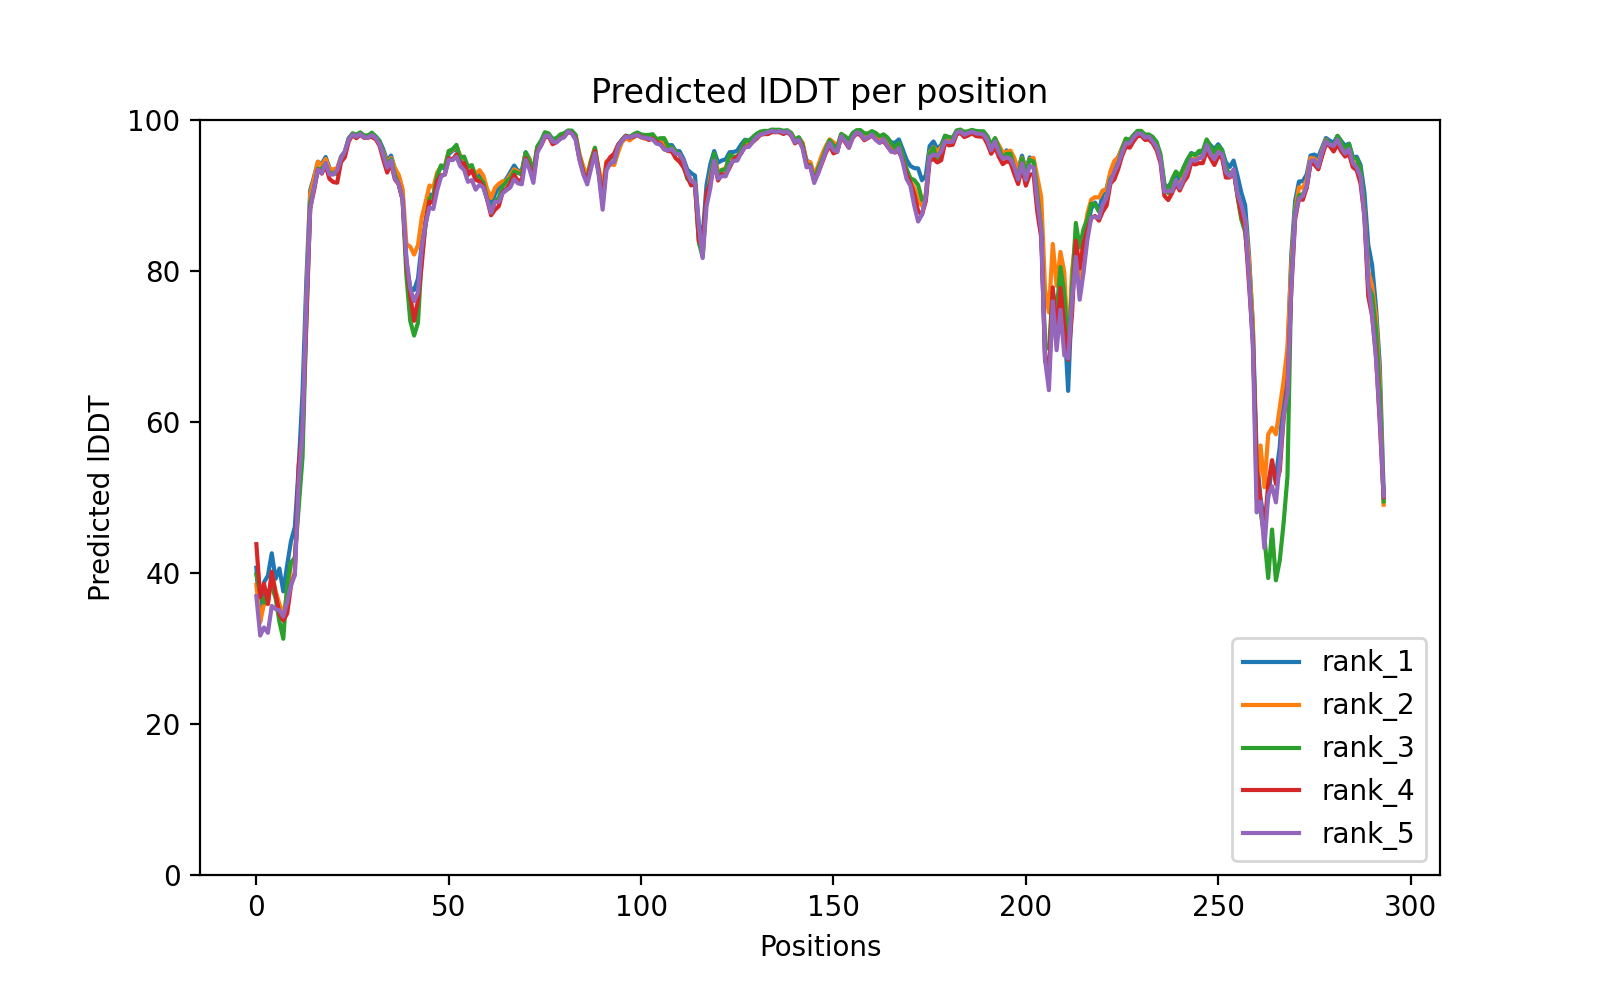 Predicted lDDT per position
100
80
60
40
20
0
Predicted lDDT
0 50 100 150 200 250 300
Positions
rank_1
rank_2
rank_3
rank_4
rank_5